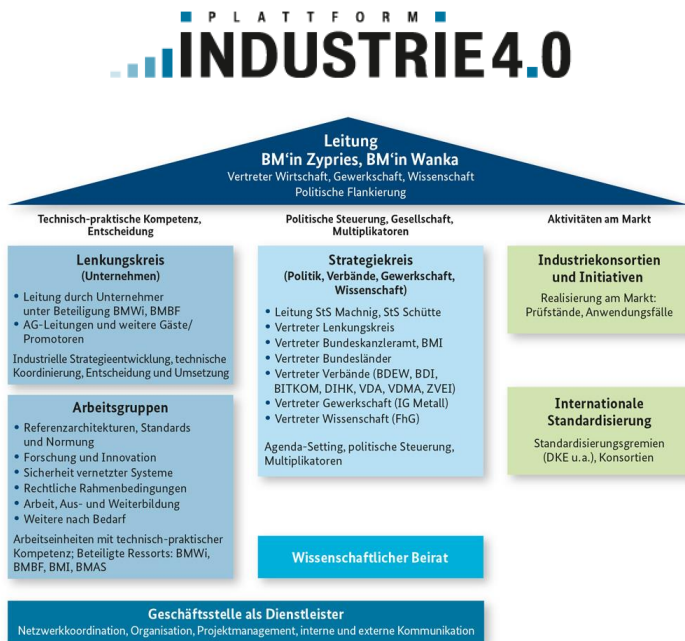 PLATTFORM
INDUSTRIE4.0
Leitung
BM‘in Zypries, BM‘in Wanka
Vertreter Wirtschaft, Gewerkschaft, Wissenschaft
Politische Flankierung
Technisch-praktische Kompetenz,
Entscheidung
Lenkungskreis
(Unternehmen)
• Leitung durch Unternehmer
unter Beteiligung BMWi, BMBF
• AG-Leitungen und weitere Gäste/
Promotoren
Industrielle Strategieentwicklung, technische
Koordinierung, Entscheidung und Umsetzung
Arbeitsgruppen
• Referenzarchitekturen, Standards
und Normung
• Forschung und Innovation
• Sicherheit vernetzter Systeme
• Rechtliche Rahmenbedingungen
• Arbeit, Aus- und Weiterbildung
• Weitere nach Bedarf
Arbeitseinheiten mit technisch-praktischer
Kompetenz; Beteiligte Ressorts: BMWi,
BMBF, BMI, BMAS
Politische Steuerung, Gesellschaft,
Multiplikatoren
Strategiekreis
(Politik, Verbände, Gewerkschaft,
Wissenschaft)
• Leitung StS Machnig, StS Schütte
• Vertreter Lenkungskreis
• Vertreter Bundeskanzleramt, BMI
• Vertreter Bundesländer
• Vertreter Verbände (BDEW, BDI,
BITKOM, DIHK, VDA, VDMA, ZVEI)
• Vertreter Gewerkschaft (IG Metall)
• Vertreter Wissenschaft (FhG)
Agenda-Setting, politische Steuerung,
Multiplikatoren
Wissenschaftlicher Beirat
Aktivitäten am Markt
Industriekonsortien
und Initiativen
Realisierung am Markt:
Prüfstände, Anwendungsfälle
Internationale
Standardisierung
Standardisierungsgremien
(DKE u.a.), Konsortien
Geschäftsstelle als Dienstleister
Netzwerkkoordination, Organisation, Projektmanagement, interne und externe Kommunikation